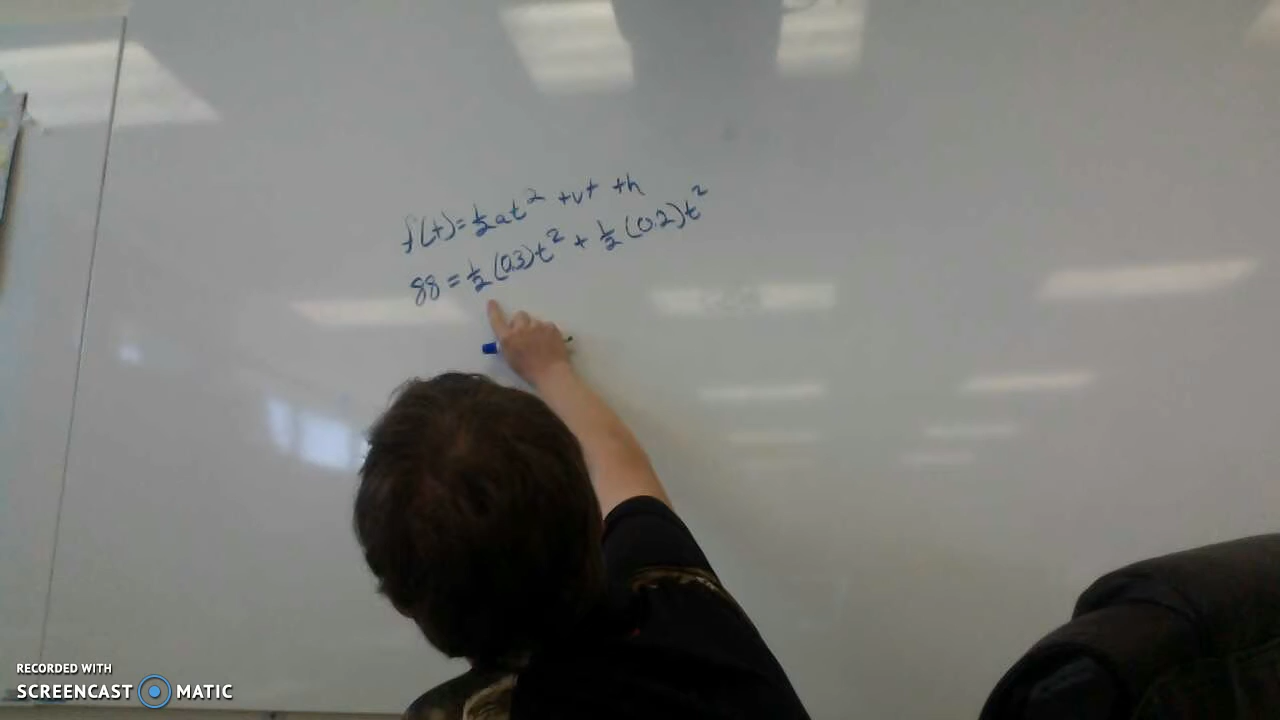 f(t)=½at² +vt +h
88 = ½(0.3)t² + ½(0.2)t²
RECORDED WITH
SCREENCAST MATIC